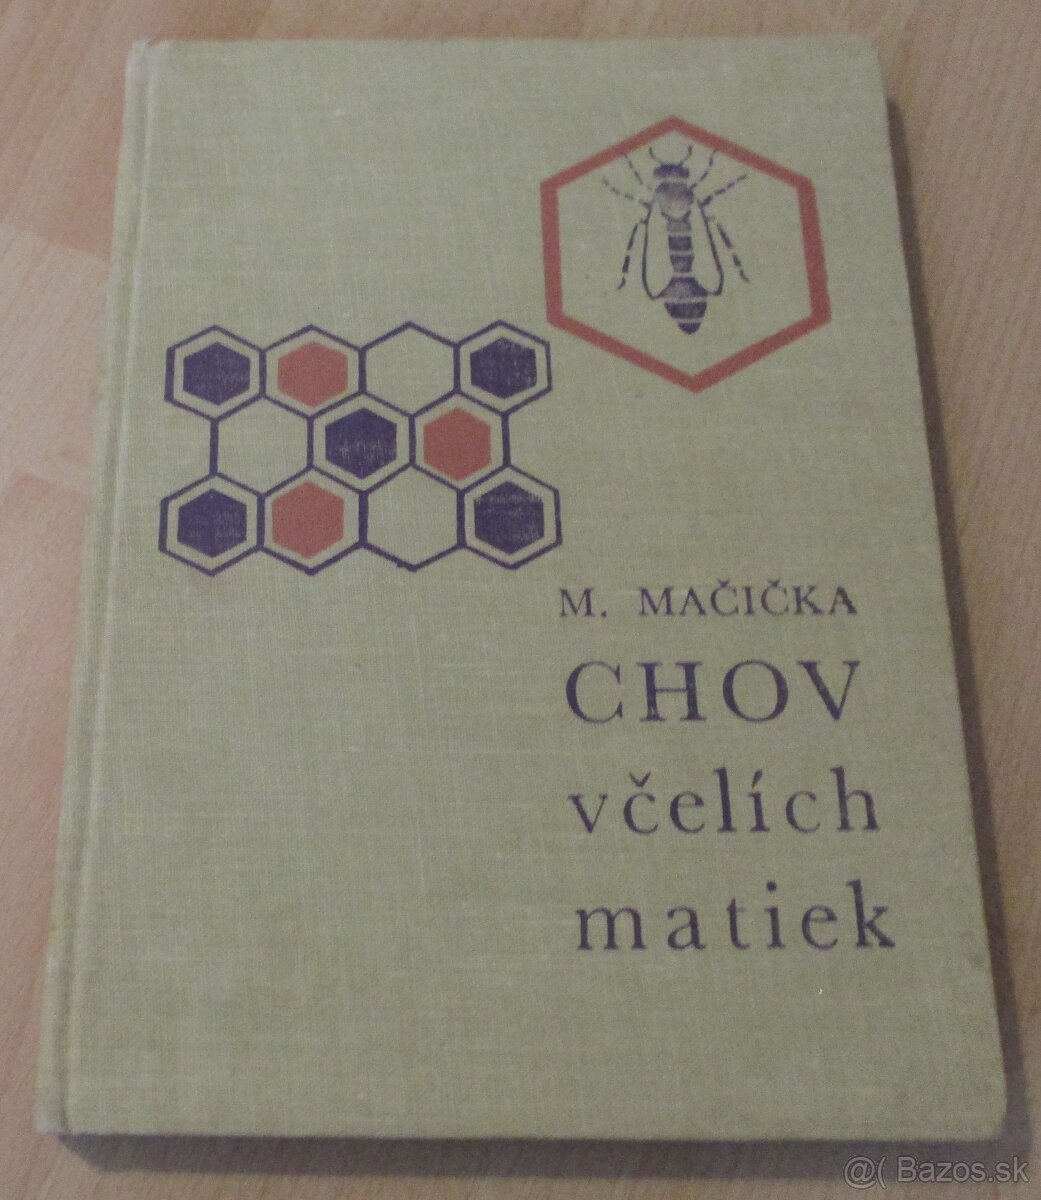 M. MAČIČKA
CHOV
včelích
matiek
@( Bazos.sk